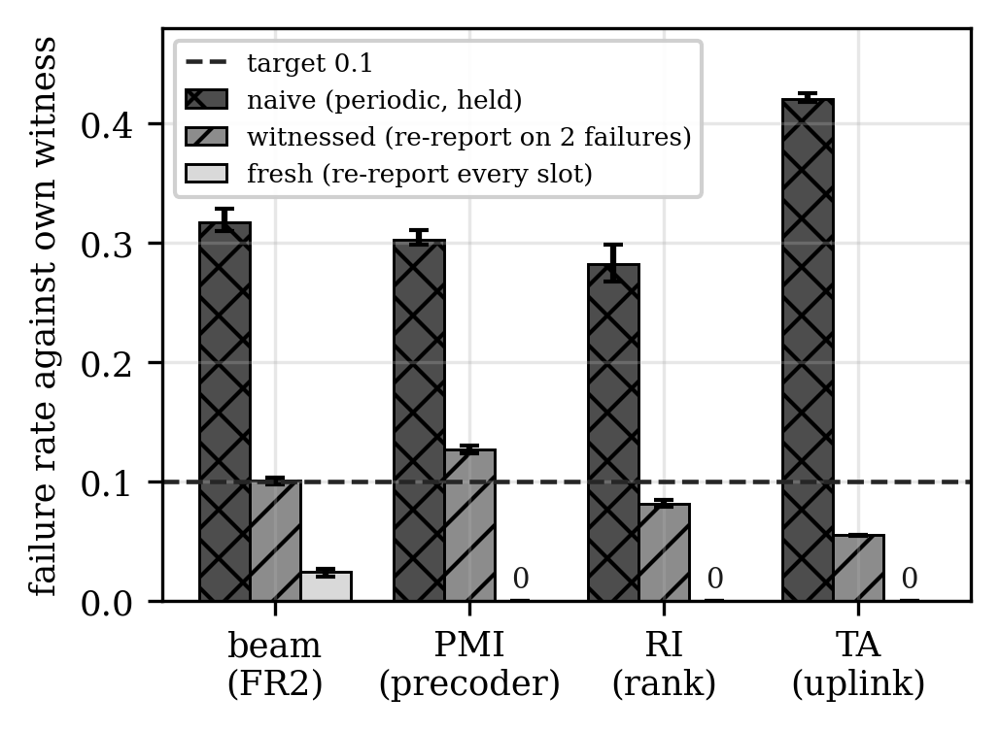 failure rate against own witness
0.4
0.3
0.2
0.1
0.0
target 0.1
naive (periodic, held)
witnessed (re-report on 2 failures)
fresh (re-report every slot)
0
0
0
beam
(FR2)
PMI
(precoder)
RI
(rank)
TA
(uplink)